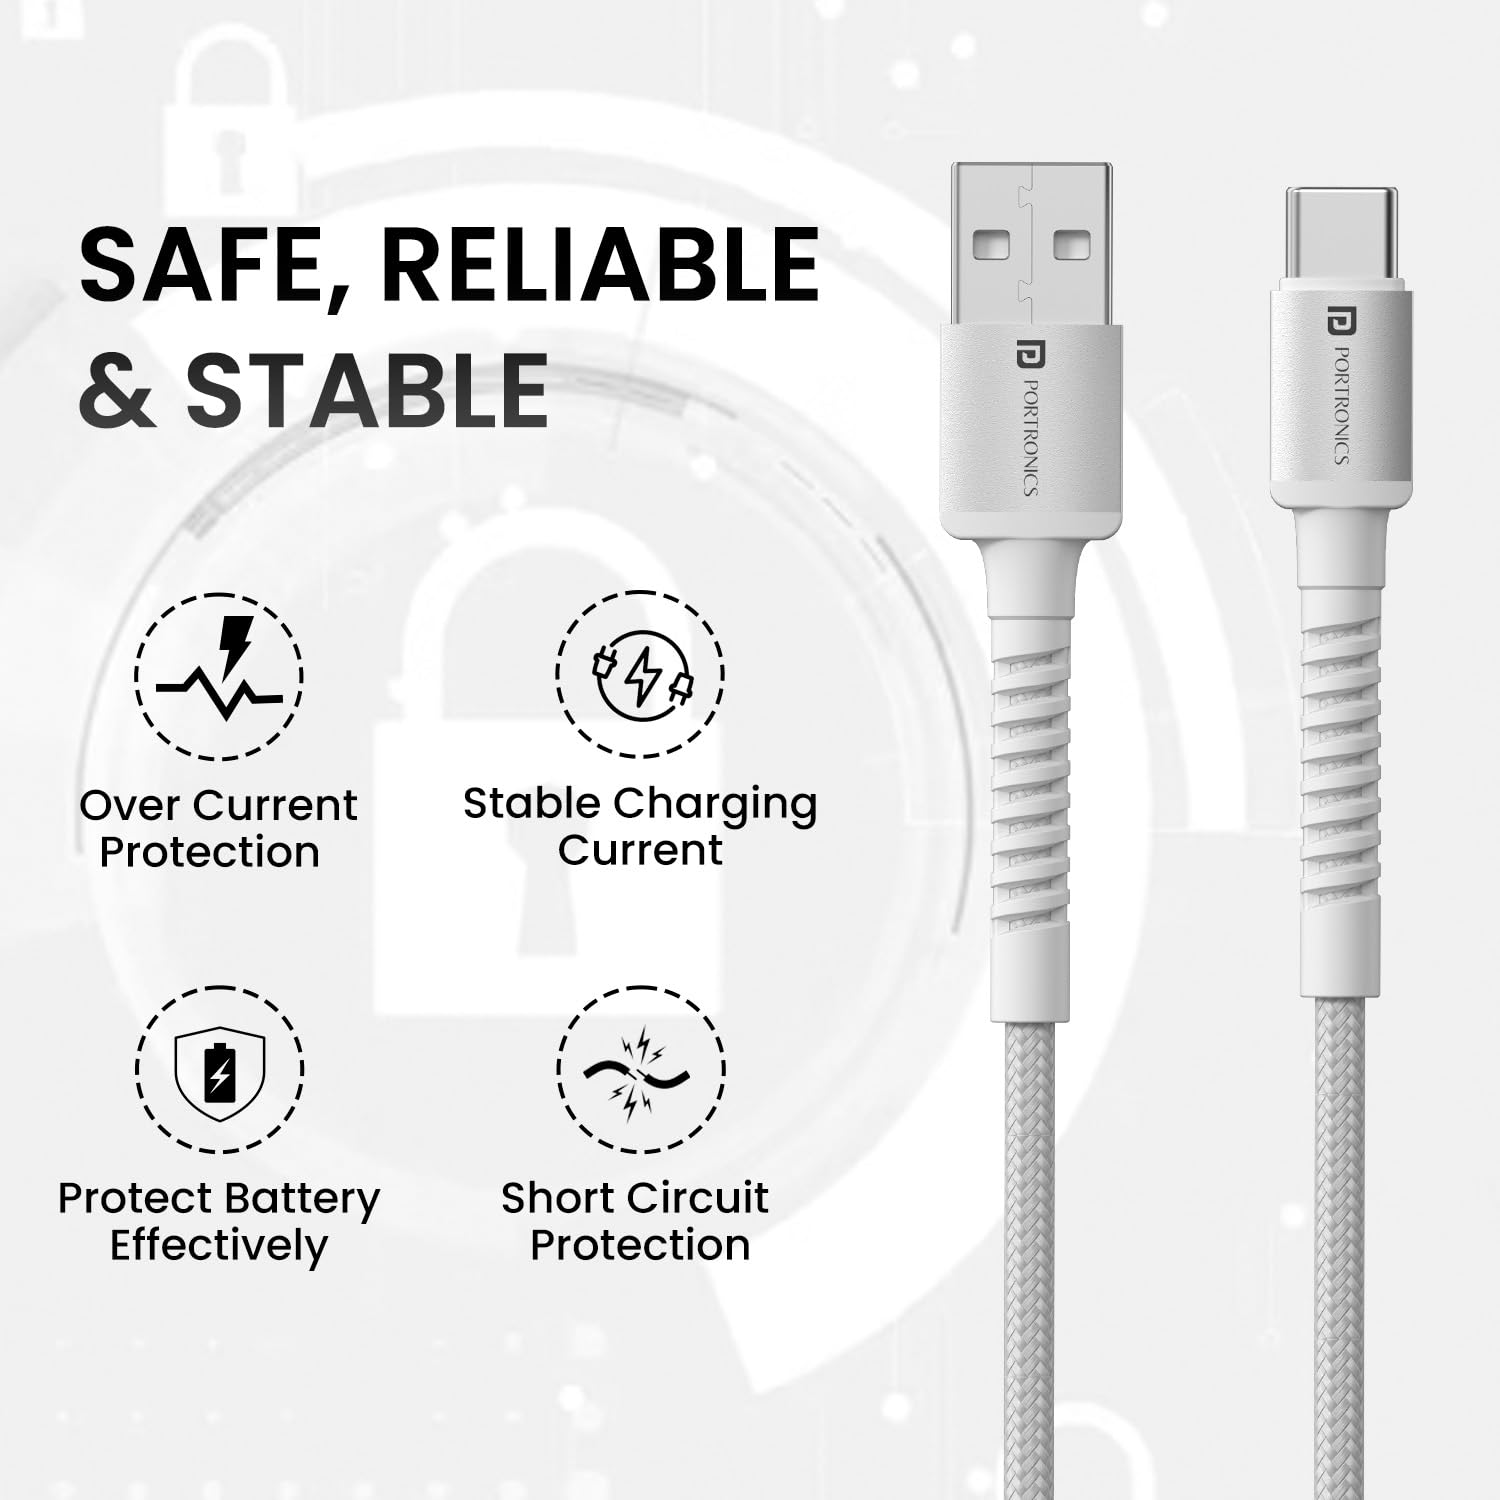 SAFE, RELIABLE
& STABLE
PORTRONICS
PORTRONICS
Over Current
Protection
Stable Charging
Current
Protect Battery
Effectively
Short Circuit
Protection